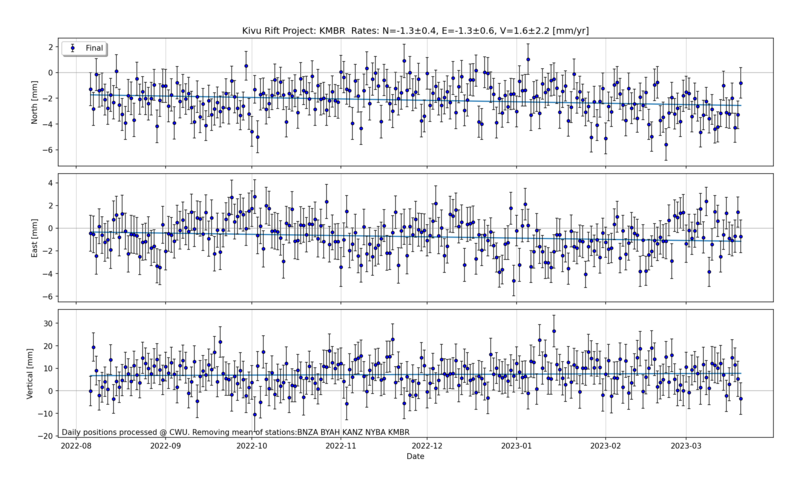 Kivu Rift Project: KMBR  Rates: N=-1.3±0.4, E=-1.3±0.6, V=1.6±2.2 [mm/yr]
Final
North [mm]
0
−2
−4
−6
East [mm]
4
2
0
−2
−4
−6
Vertical [mm]
30
20
10
0
−10
−20
Daily positions processed @ CWU. Removing mean of stations:BNZA BYAH KANZ NYBA KMBR
2022-08 2022-09 2022-10 2022-11 2022-12 2023-01 2023-02 2023-03
Date